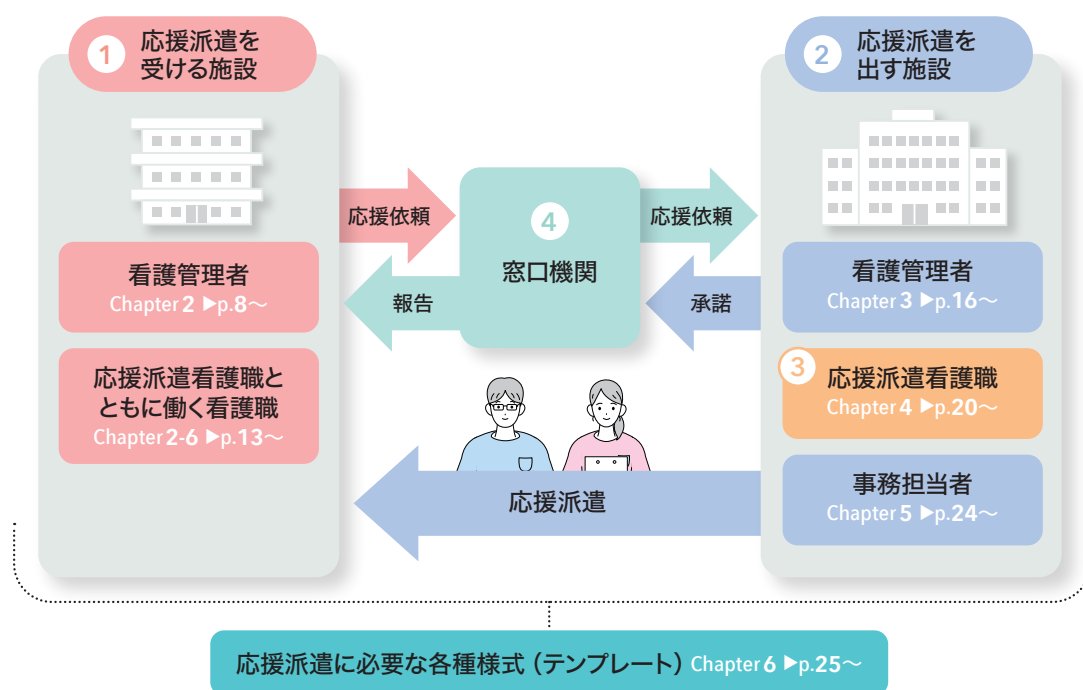 1
応援派遣を
受ける施設
看護管理者
Chapter 2 ▶p.8〜
応援派遣看護職と
ともに働く看護職
Chapter 2-6 ▶p.13〜
応援依頼
報告
4
窓口機関
応援依頼
承諾
応援派遣
2
応援派遣を
出す施設
看護管理者
Chapter 3 ▶p.16〜
3
応援派遣看護職
Chapter 4 ▶p.20〜
事務担当者
Chapter 5 ▶p.24〜
応援派遣に必要な各種様式（テンプレート） Chapter 6 ▶p.25〜